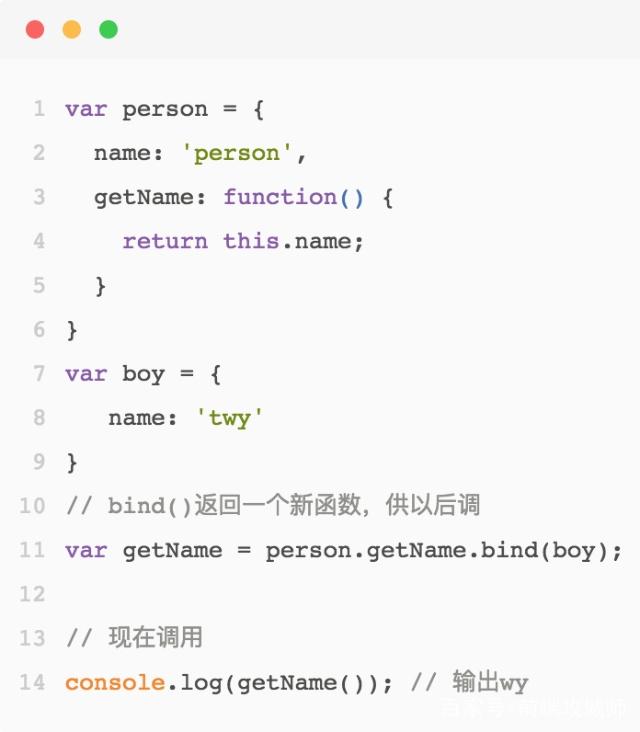 1 var person = {
2 name: 'person',
3 getName: function() {
4 return this.name;
5 }
6 }
7 var boy = {
8 name: 'twy'
9 }
10 // bind()返回一个新函数，供以后调
11 var getName = person.getName.bind(boy);
12
13 // 现在调用
14 console.log(getName()); // 输出wy
百家号·前端攻城师